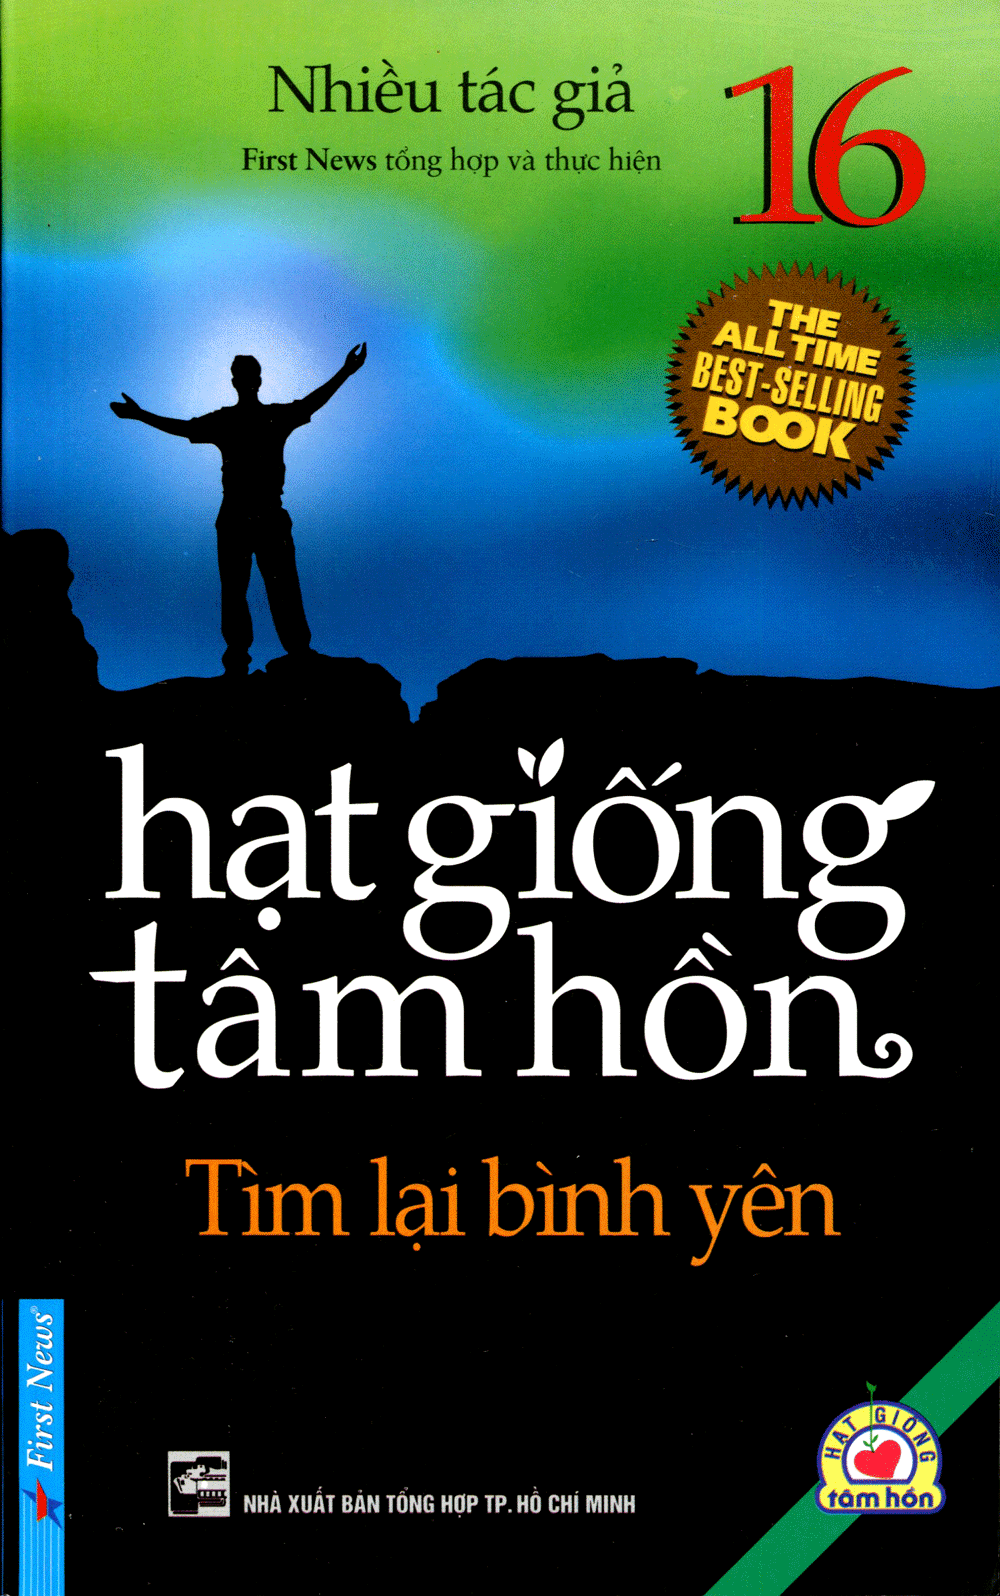 Nhiều tác giả
16
First News tổng hợp và thực hiện
THE
ALL TIME
BEST-SELLING
BOOK
hạt giống
tâm hồn
Tìm lại bình yên
First News®
NHÀ XUẤT BẢN TỔNG HỢP TP. HỒ CHÍ MINH
HẠT GIỐNG
tâm hồn